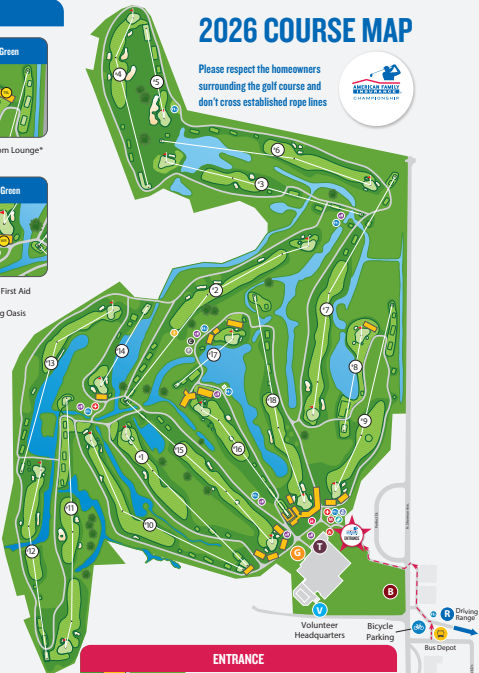 2026 COURSE MAP
Please respect the homeowners
surrounding the golf course and
don't cross established rope lines
AMERICAN FAMILY
INSURANCE
CHAMPIONSHIP
Green
om Lounge*
Green
First Aid
g Oasis
#4
#5
#6
#3
#2
#7
#17
#14
#13
#8
#18
#9
#16
#15
#1
#11
#10
#12
G
T
ENTRANCE
B
V
Volunteer
Headquarters
Bicycle
Parking
R
Driving
Range
Bus Depot
ENTRANCE